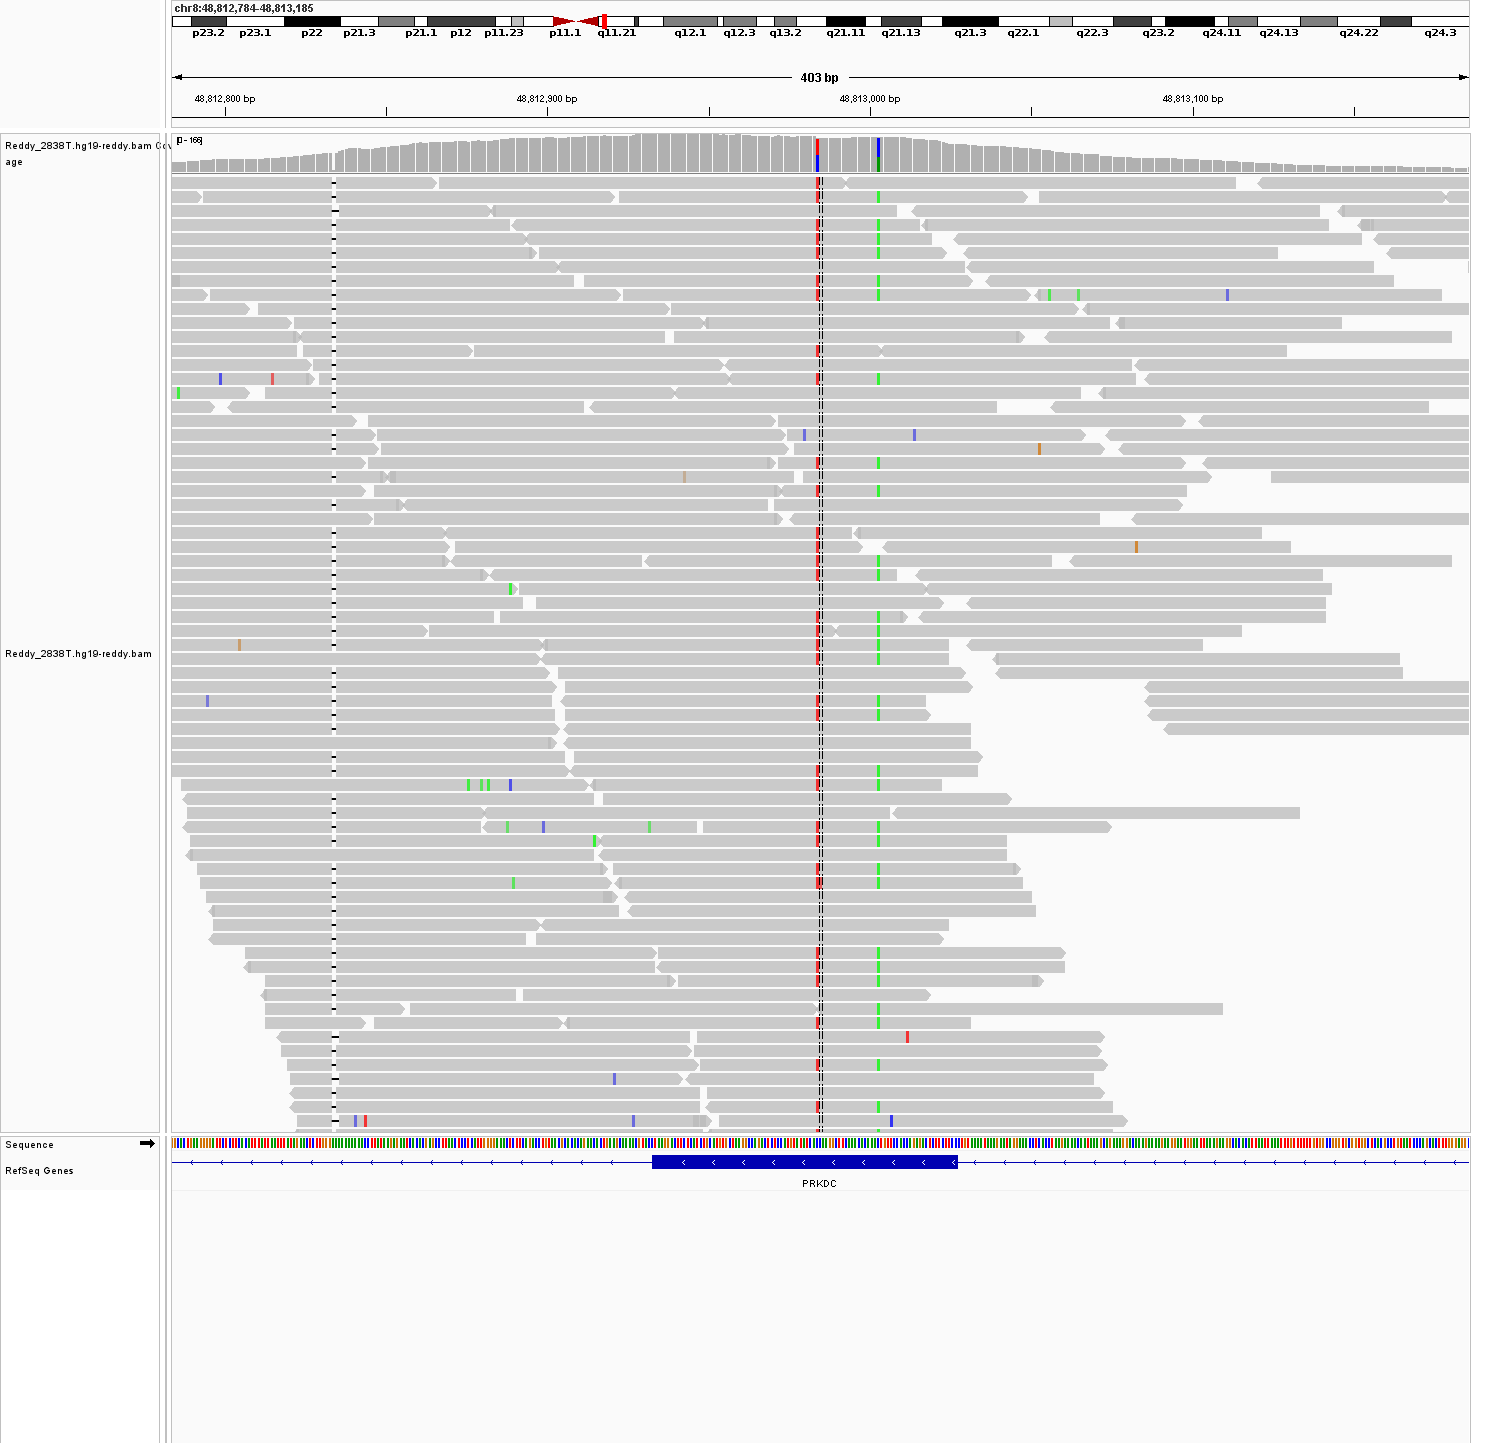 chr8:48,812,784-48,813,185
p23.2 p23.1 p22 p21.3 p21.1 p12 p11.23 p11.1 q11.21 q12.1 q12.3 q13.2 q21.11 q21.13 q21.3 q22.1 q22.3 q23.2 q24.11 q24.13 q24.22 q24.3
403 bp
48,812,800 bp 48,812,900 bp 48,813,000 bp 48,813,100 bp
Reddy_2838T.hg19-reddy.bam Cov
age
[0 - 166]
Reddy_2838T.hg19-reddy.bam
Sequence
RefSeq Genes
PRKDC